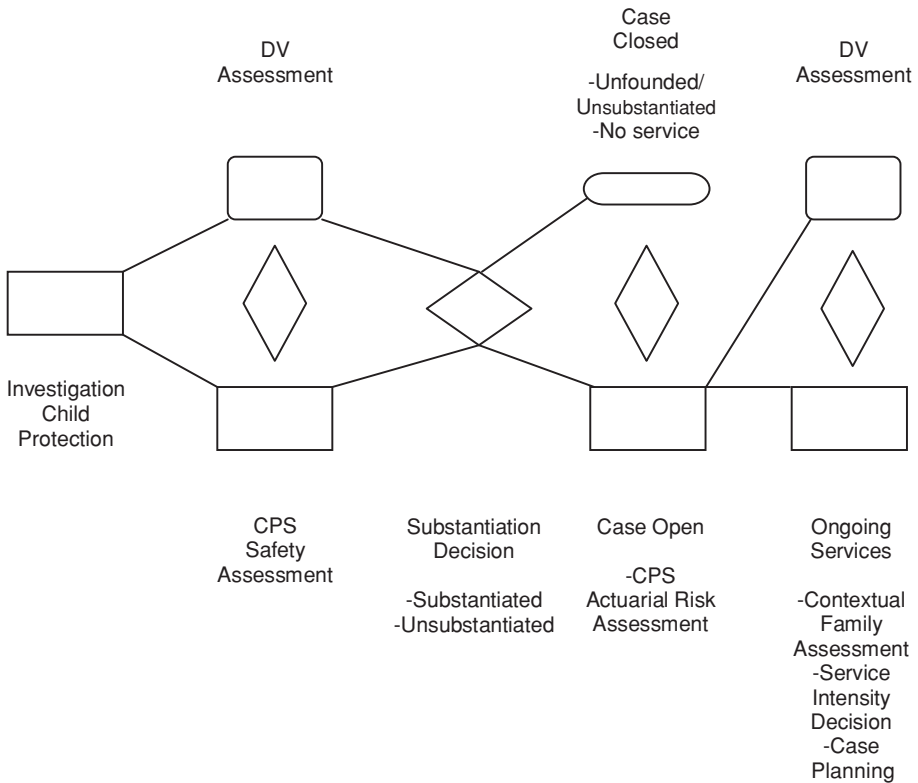 DV
Assessment
Case
Closed
-Unfounded/
Unsubstantiated
-No service
DV
Assessment
Investigation
Child
Protection
CPS
Safety
Assessment
Substantiation
Decision
-Substantiated
-Unsubstantiated
Case Open
-CPS
Actuarial Risk
Assessment
Ongoing
Services
-Contextual
Family
Assessment
-Service
Intensity
Decision
-Case
Planning